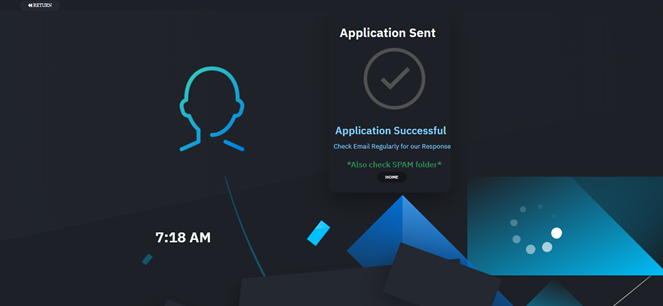 RETURN
Application Sent
Application Successful
Check Email Regularly for our Response
*Also check SPAM folder*
HOME
7:18 AM